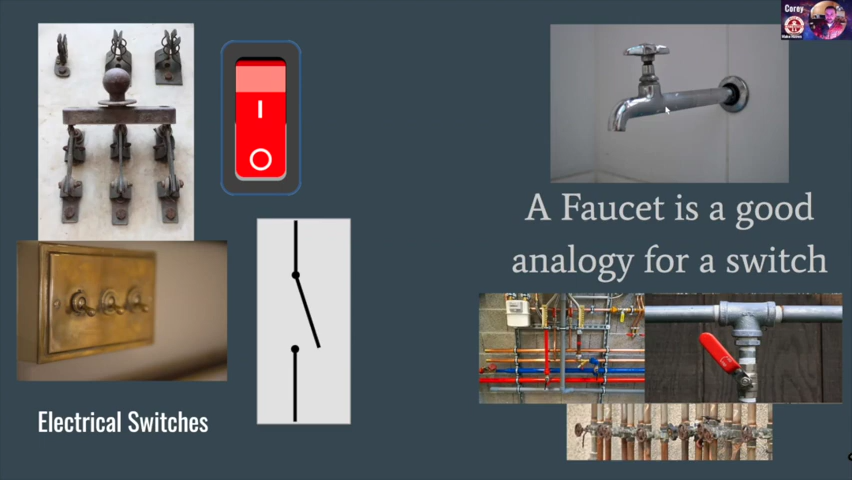 Corey
I
O
A Faucet is a good
analogy for a switch
Electrical Switches